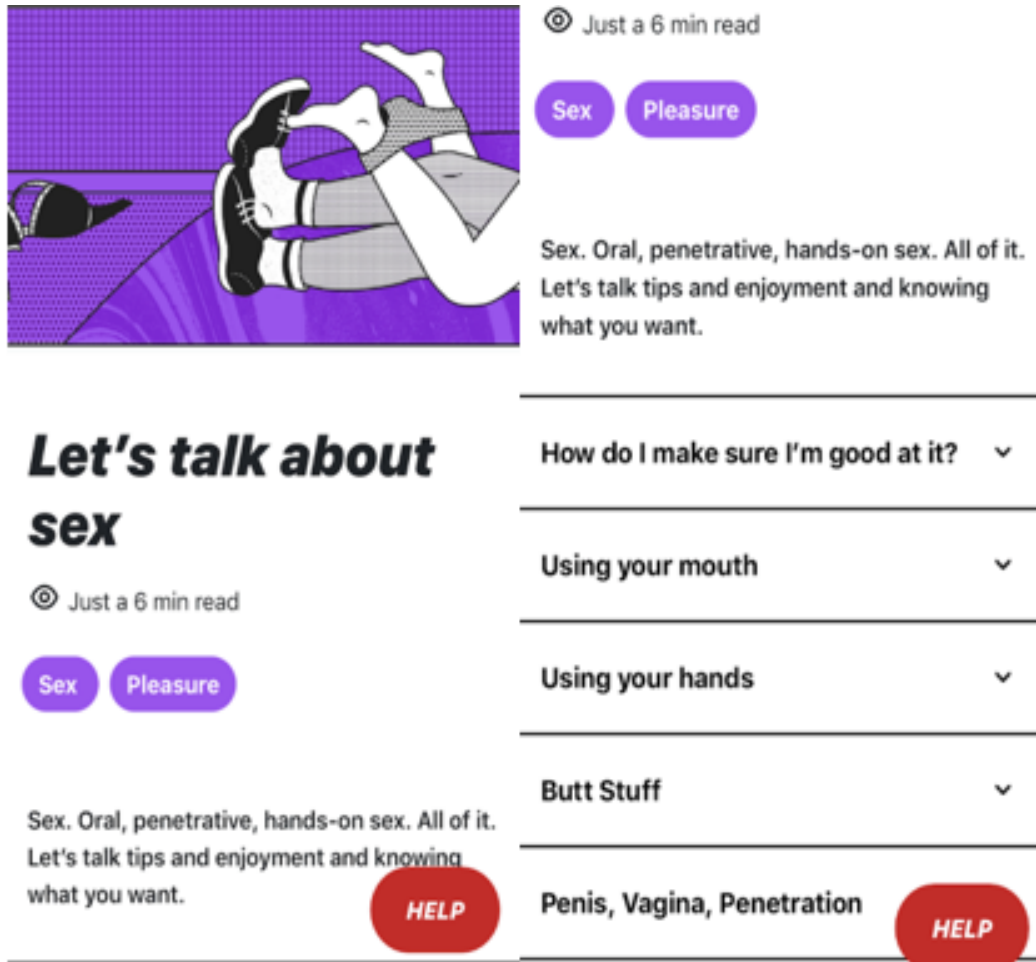 Let's talk about
sex
Just a 6 min read
Sex
Pleasure
Sex. Oral, penetrative, hands-on sex. All of it.
Let's talk tips and enjoyment and knowing
what you want.
HELP
Just a 6 min read
Sex
Pleasure
Sex. Oral, penetrative, hands-on sex. All of it.
Let's talk tips and enjoyment and knowing
what you want.
How do I make sure I'm good at it?
Using your mouth
Using your hands
Butt Stuff
Penis, Vagina, Penetration
HELP